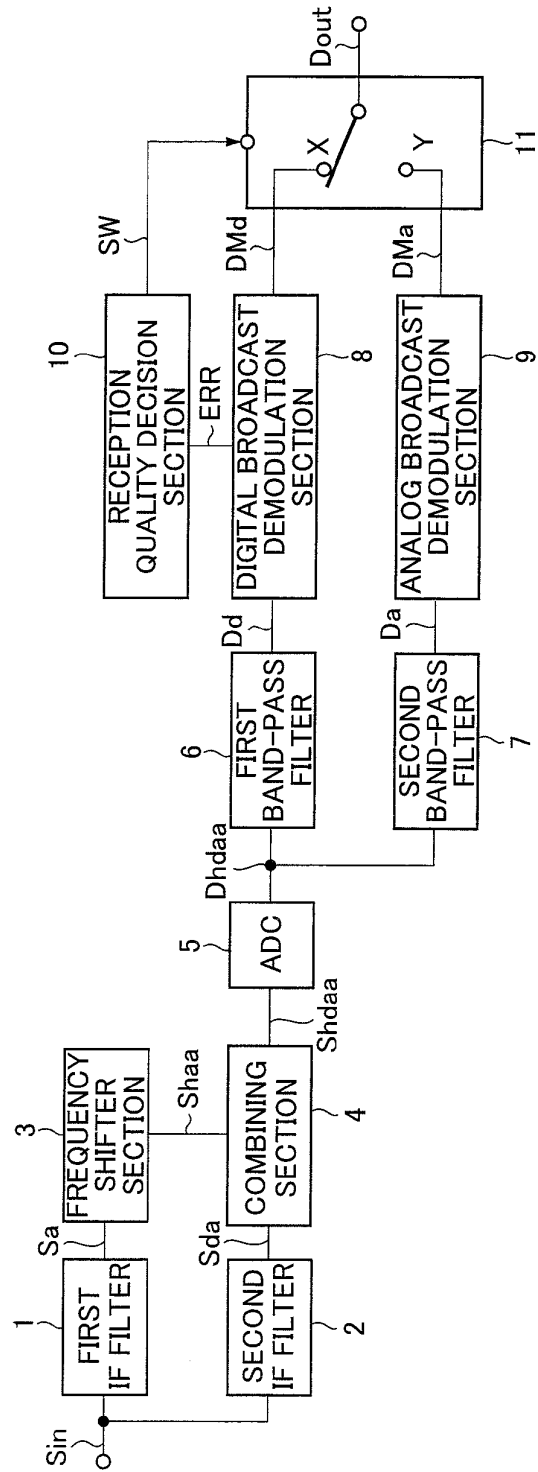 Sin
1
FIRST
IF FILTER
Sa
3
FREQUENCY
SHIFTER
SECTION
Shaa
SECOND
IF FILTER
2
Sda
COMBINING
SECTION
4
Shdaa
5
ADC
Dhdaa
6
FIRST
BAND-PASS
FILTER
Dd
SECOND
BAND-PASS
FILTER
7
Da
10
RECEPTION
QUALITY DECISION
SECTION
SW
ERR
DIGITAL BROADCAST
DEMODULATION
SECTION
8
DMd
ANALOG BROADCAST
DEMODULATION
SECTION
9
DMa
X
Y
11
Dout